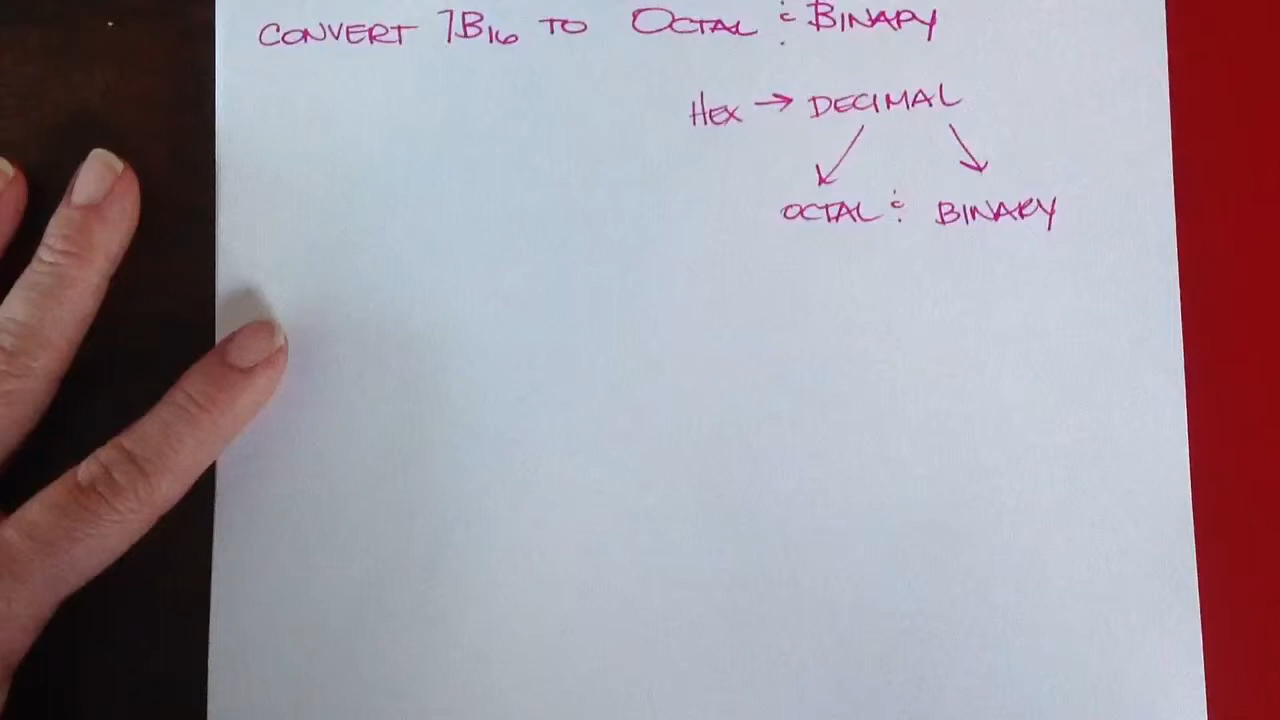 CONVERT 7B16 TO OCTAL & BINARY
HEX → DECIMAL
OCTAL & BINARY